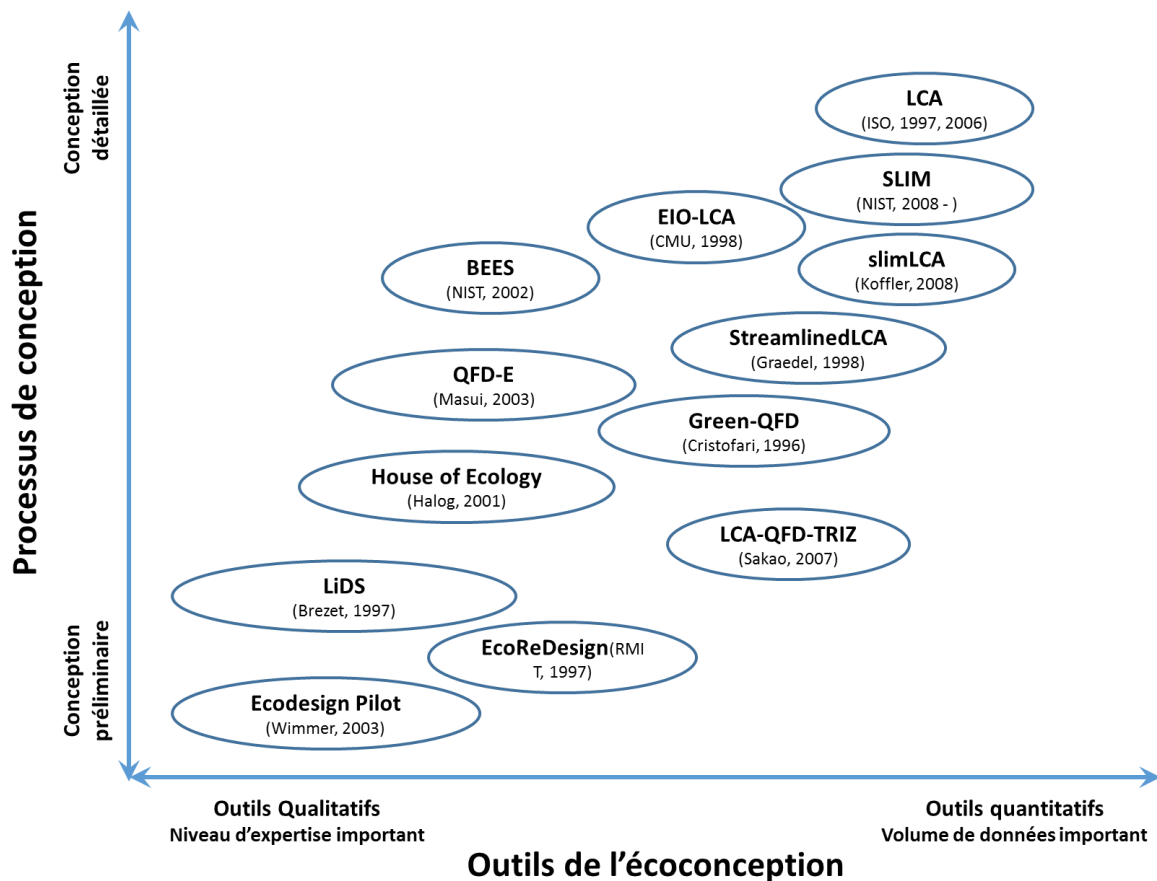 Processus de conception
Conception
détaillée
Conception
préliminaire
LCA
(ISO, 1997, 2006)
SLIM
(NIST, 2008 - )
EIO-LCA
(CMU, 1998)
slimLCA
(Koffler, 2008)
BEES
(NIST, 2002)
StreamlinedLCA
(Graedel, 1998)
QFD-E
(Masui, 2003)
Green-QFD
(Cristofari, 1996)
House of Ecology
(Halog, 2001)
LCA-QFD-TRIZ
(Sakao, 2007)
LiDS
(Brezet, 1997)
EcoReDesign(RMI
T, 1997)
Ecodesign Pilot
(Wimmer, 2003)
Outils Qualitatifs
Niveau d'expertise important
Outils quantitatifs
Volume de données important
Outils de l'écoconception